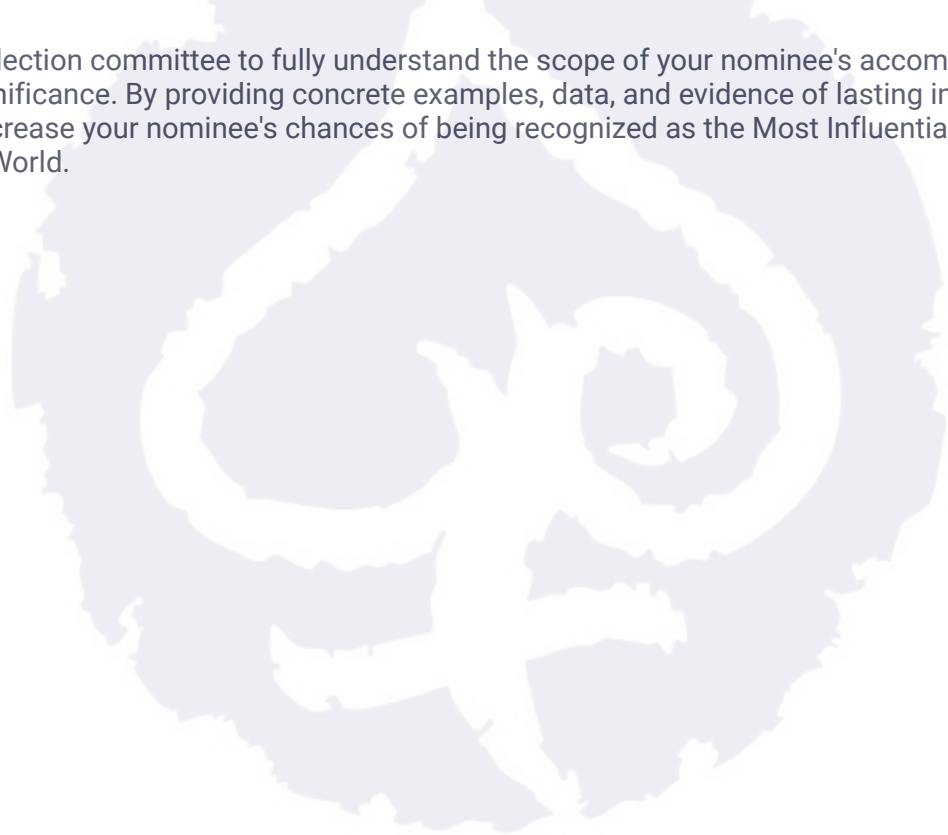 lection committee to fully understand the scope of your nominee's accom
nificance. By providing concrete examples, data, and evidence of lasting in
crease your nominee's chances of being recognized as the Most Influentia
World.